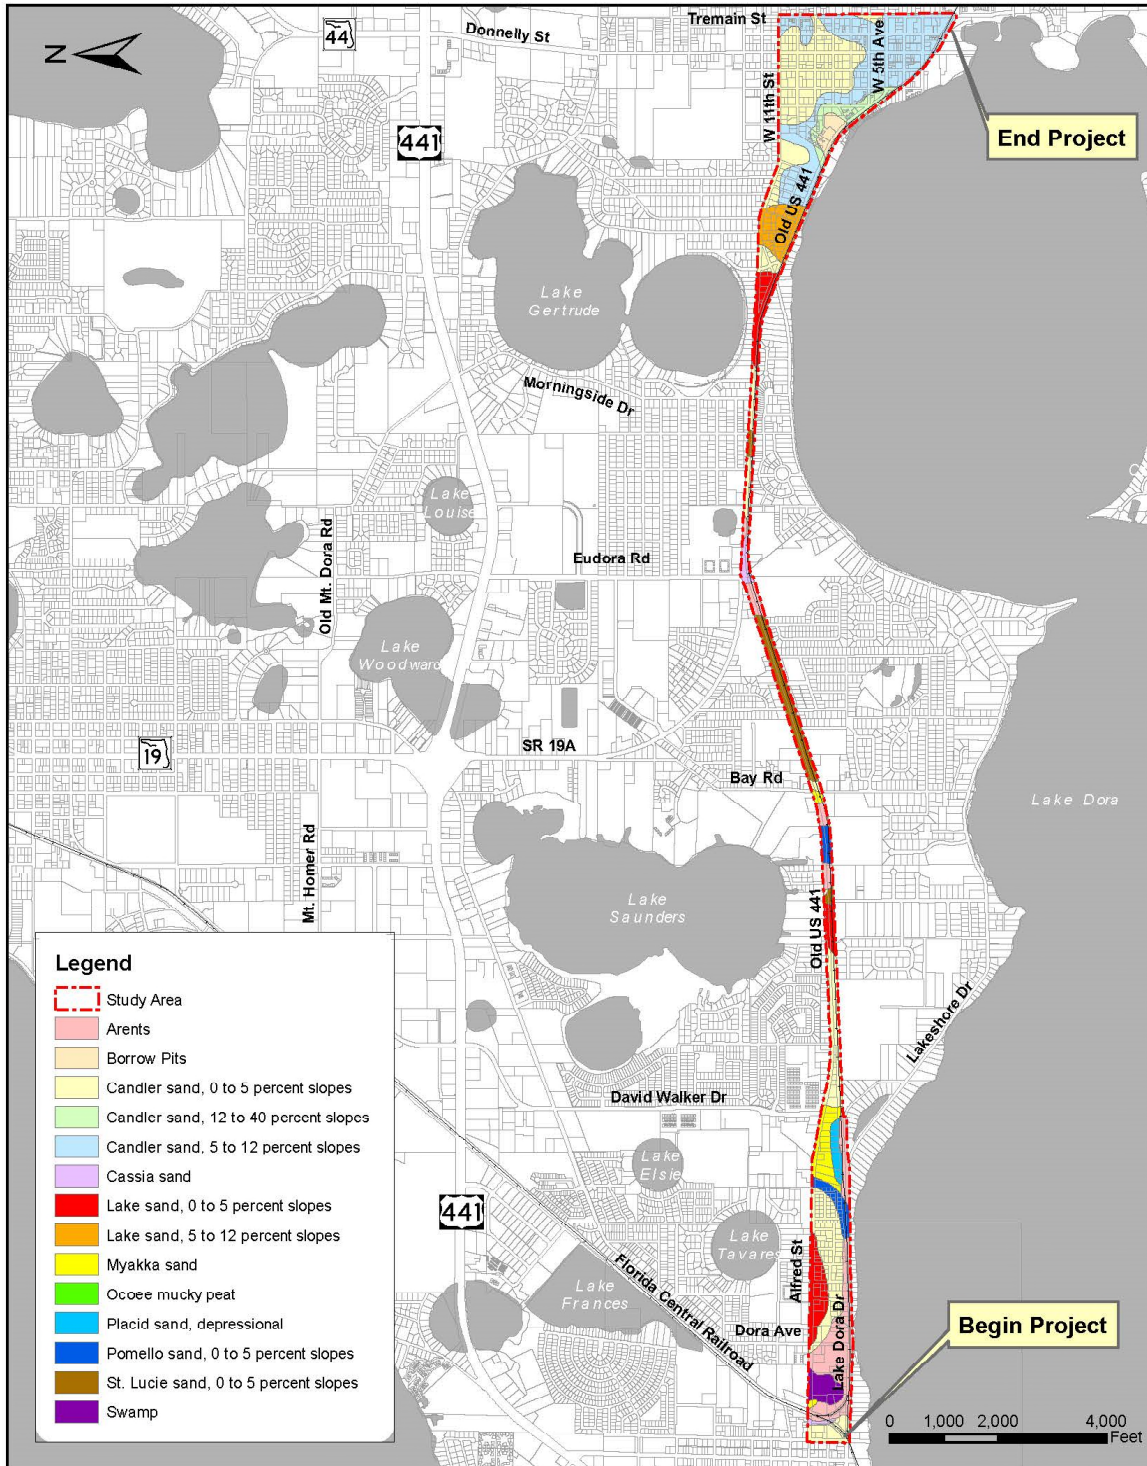 Tremain St
44
Donnelly St
N
W 5th Ave
441
W 11th St
End Project
Old US 441
Lake
Gertrude
Morningside Dr
Lake
Louise
Old Mt. Dora Rd
Eudora Rd
Lake
Woodward
19
SR 19A
Bay Rd
Lake Dora
Mt. Homer Rd
Lake
Saunders
Old US 441
Lakeshore Dr
David Walker Dr
Lake
Elsie
441
Lake
Tavares
Alfred St
Florida Central Railroad
Lake
Frances
Dora Ave
Lake Dora Dr
Begin Project
Legend
Study Area
Arents
Borrow Pits
Candler sand, 0 to 5 percent slopes
Candler sand, 12 to 40 percent slopes
Candler sand, 5 to 12 percent slopes
Cassia sand
Lake sand, 0 to 5 percent slopes
Lake sand, 5 to 12 percent slopes
Myakka sand
Ocoee mucky peat
Placid sand, depressional
Pomello sand, 0 to 5 percent slopes
St. Lucie sand, 0 to 5 percent slopes
Swamp
0 1,000 2,000 4,000
Feet